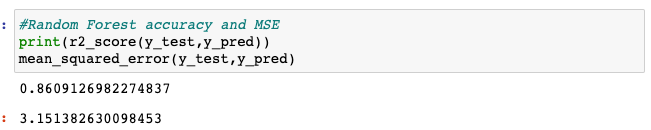 #Random Forest accuracy and MSE
print(r2_score(y_test,y_pred))
mean_squared_error(y_test,y_pred)
0.8609126982274837
3.151382630098453